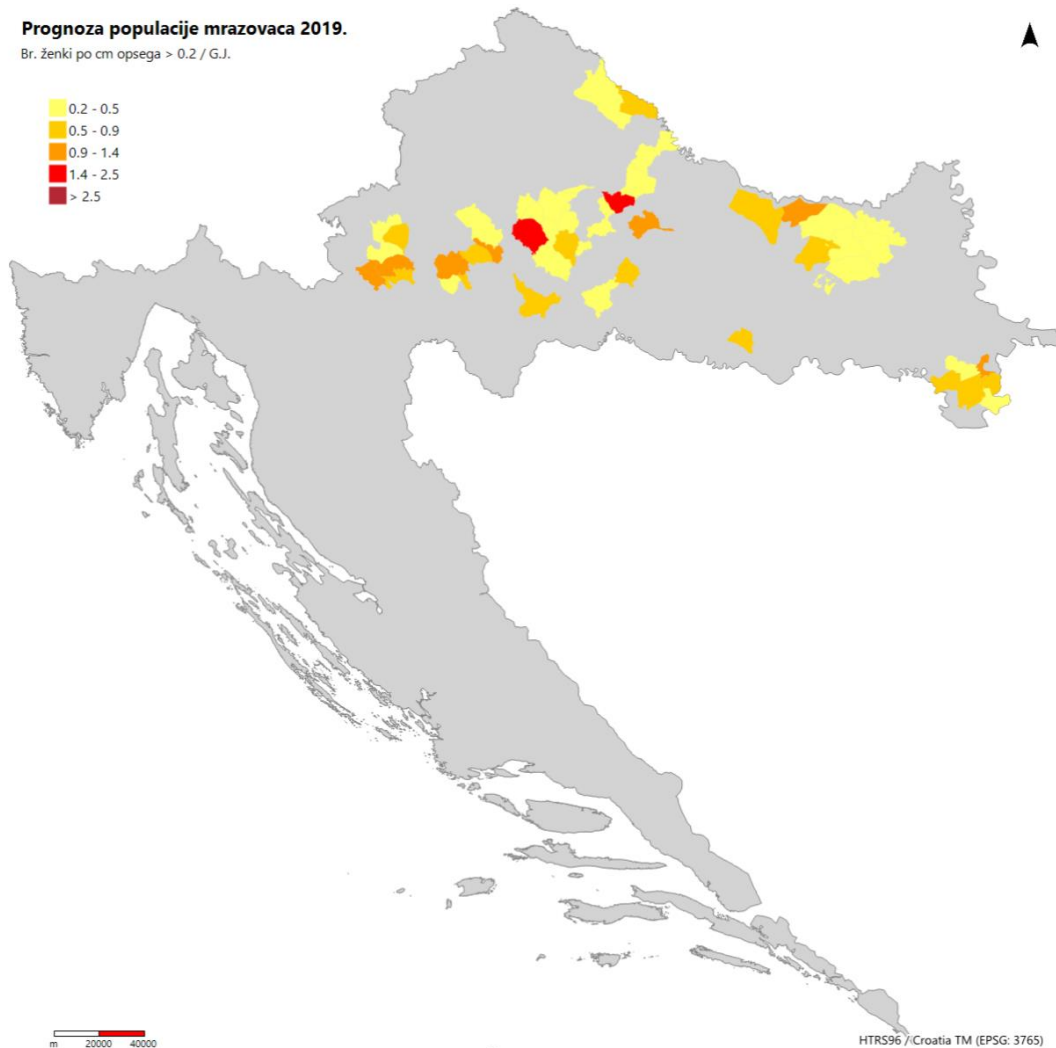 Prognoza populacije mrazovaca 2019.
Br. ženki po cm opsega > 0.2 / G.J.
0.2 - 0.5
0.5 - 0.9
0.9 - 1.4
1.4 - 2.5
> 2.5
m 20000 40000
HTRS96 / Croatia TM (EPSG: 3765)